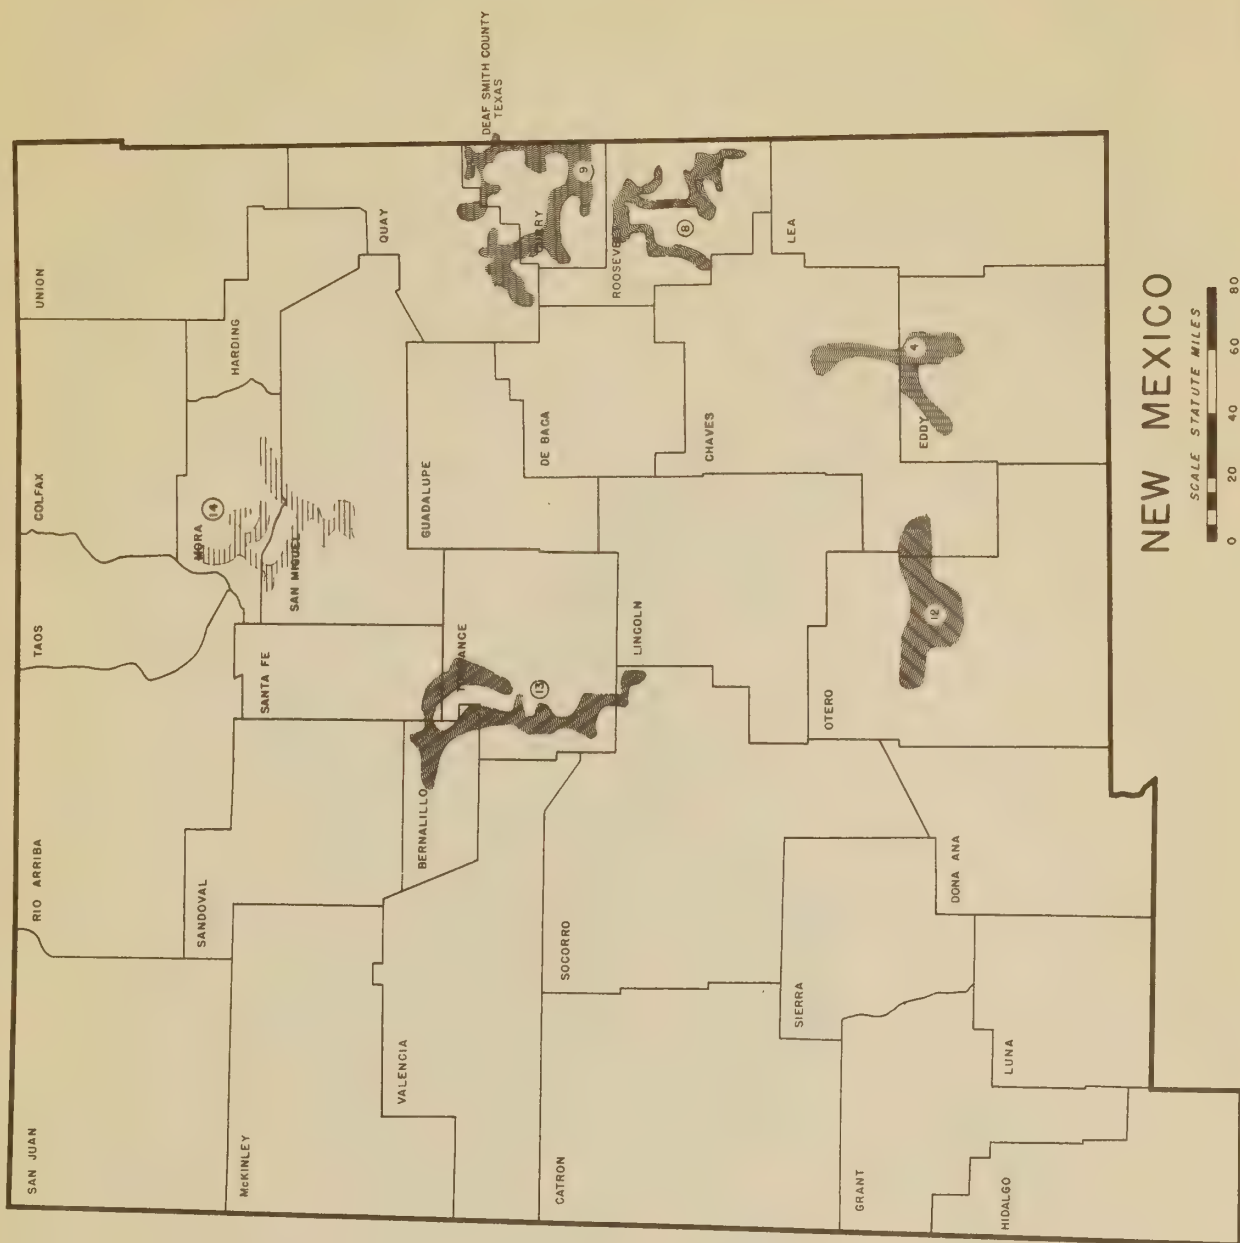 SAN JUAN
RIO ARRIBA
TAOS
COLFAX
UNION
MORA
14
SANDOVAL
HARDING
McKINLEY
SANTA FE
SAN MIGUEL
QUAY
VALENCIA
BERNALILLO
GUADALUPE
TORRANCE
DEAF SMITH COUNTY
TEXAS
CURRY
13
DE BACA
CATRON
SOCORRO
9
ROOSEVELT
LINCOLN
8
CHAVES
LEA
SIERRA
OTERO
GRANT
4
EDDY
12
DONA ANA
HIDALGO
LUNA
NEW MEXICO
SCALE STATUTE MILES
0 20 40 60 80